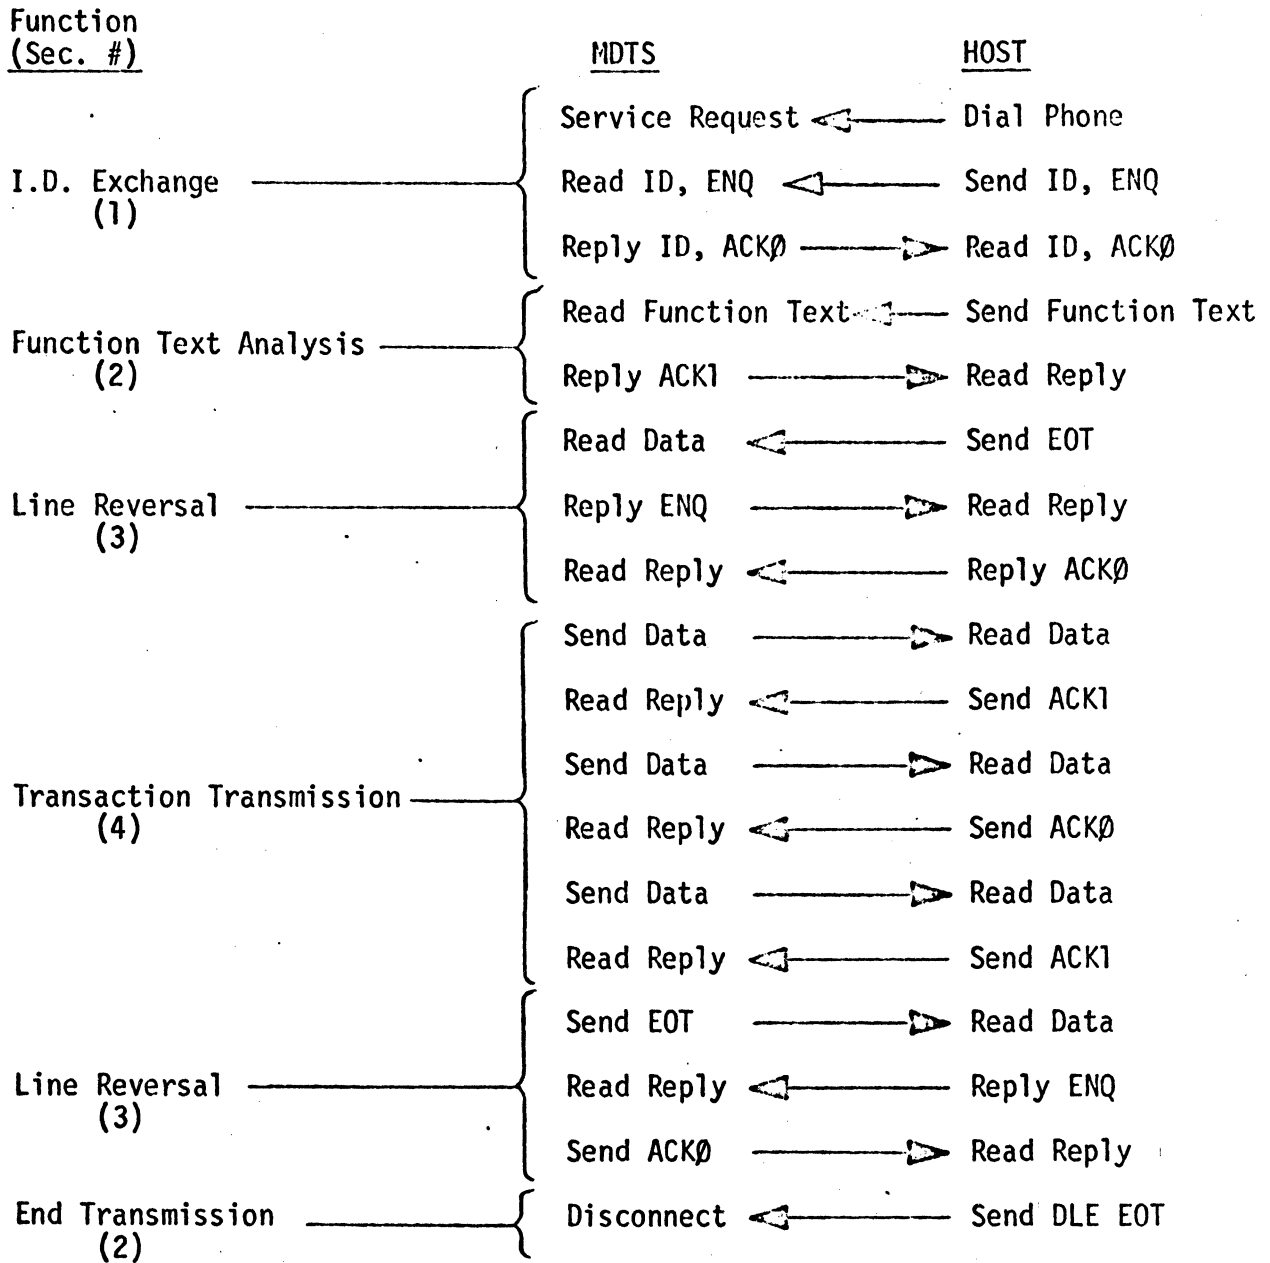 Function
(Sec. #) MDTS HOST
Service Request Dial Phone
I.D. Exchange Read ID, ENQ Send ID, ENQ
(1)
Reply ID, ACKØ Read ID, ACKØ
Read Function Text Send Function Text
Function Text Analysis
(2) Reply ACK1 Read Reply
Read Data Send EOT
Line Reversal Reply ENQ Read Reply
(3)
Read Reply Reply ACKØ
Send Data Read Data
Read Reply Send ACK1
Send Data Read Data
Transaction Transmission
(4) Read Reply Send ACKØ
Send Data Read Data
Read Reply Send ACK1
Send EOT Read Data
Line Reversal Read Reply Reply ENQ
(3)
Send ACKØ Read Reply
End Transmission Disconnect Send DLE EOT
(2)